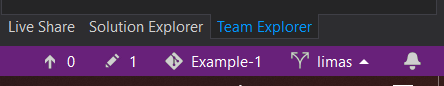 Live Share Solution Explorer Team Explorer
0 1 Example-1 limas